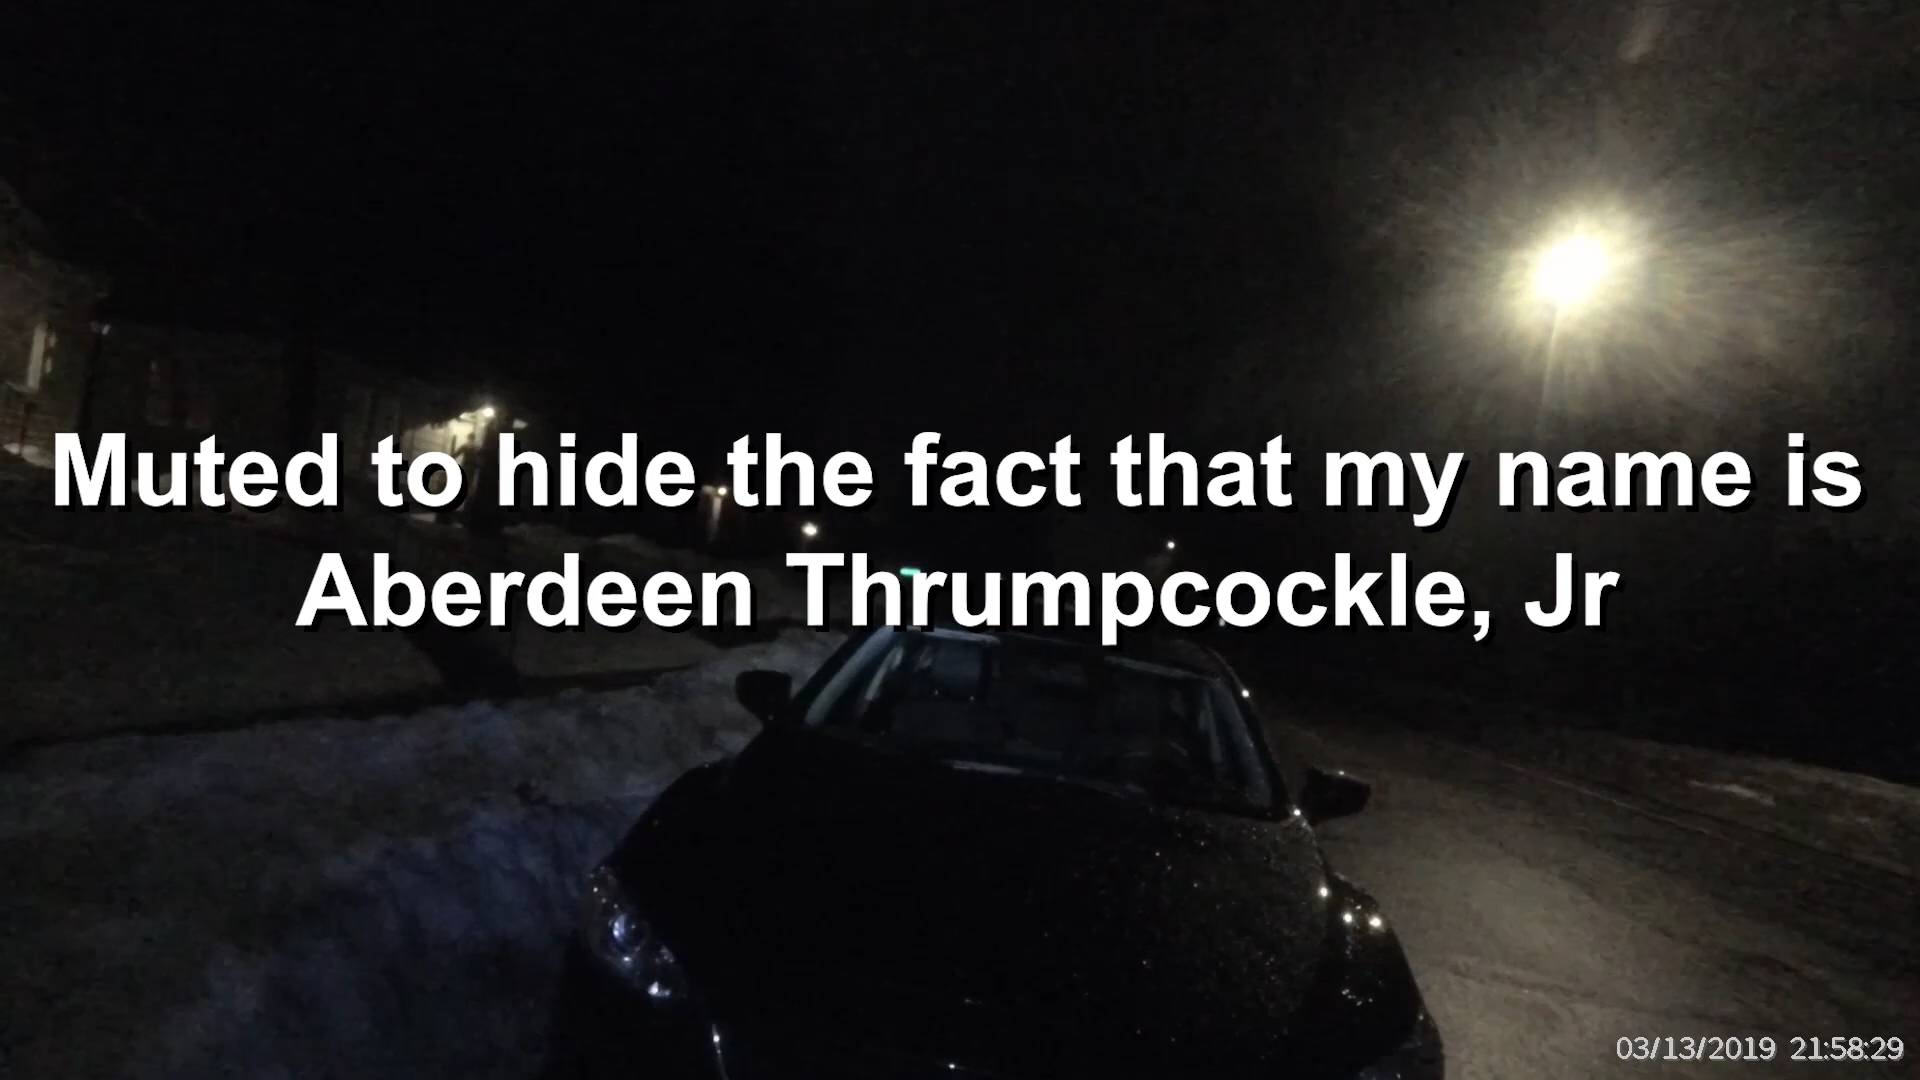 Muted to hide the fact that my name is
Aberdeen Thrumpcockle, Jr
03/13/2019 21:58:29